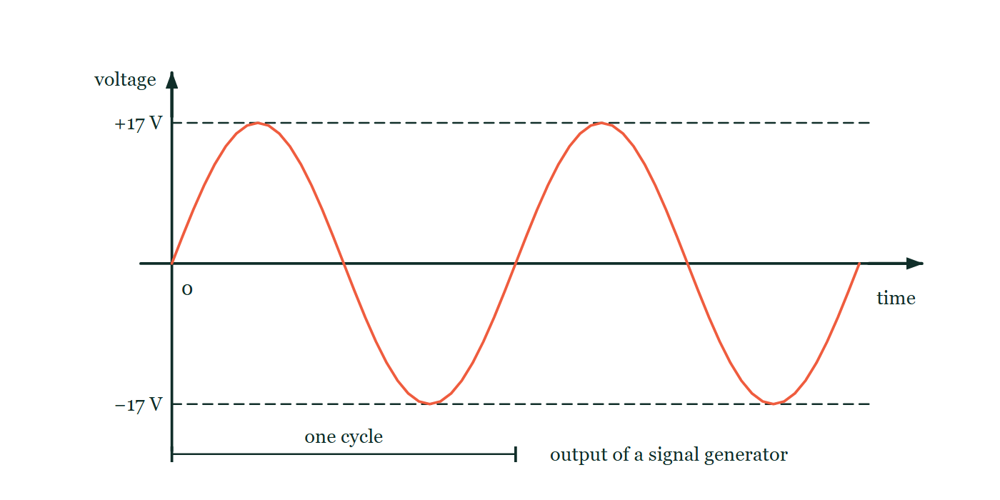 voltage
+17 V
0
time
−17 V
one cycle
output of a signal generator